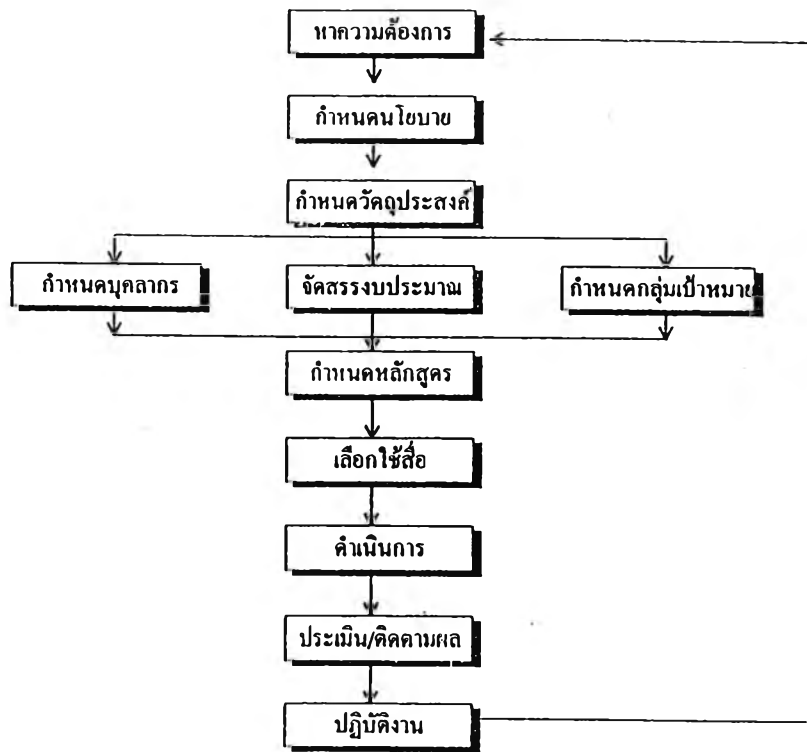 หาความต้องการ
กำหนดนโยบาย
กำหนดวัตถุประสงค์
กำหนดบุคลากร
จัดสรรงบประมาณ
กำหนดกลุ่มเป้าหมาย
กำหนดหลักสูตร
เลือกใช้สื่อ
ดำเนินการ
ประเมิน/ติดตามผล
ปฏิบัติงาน